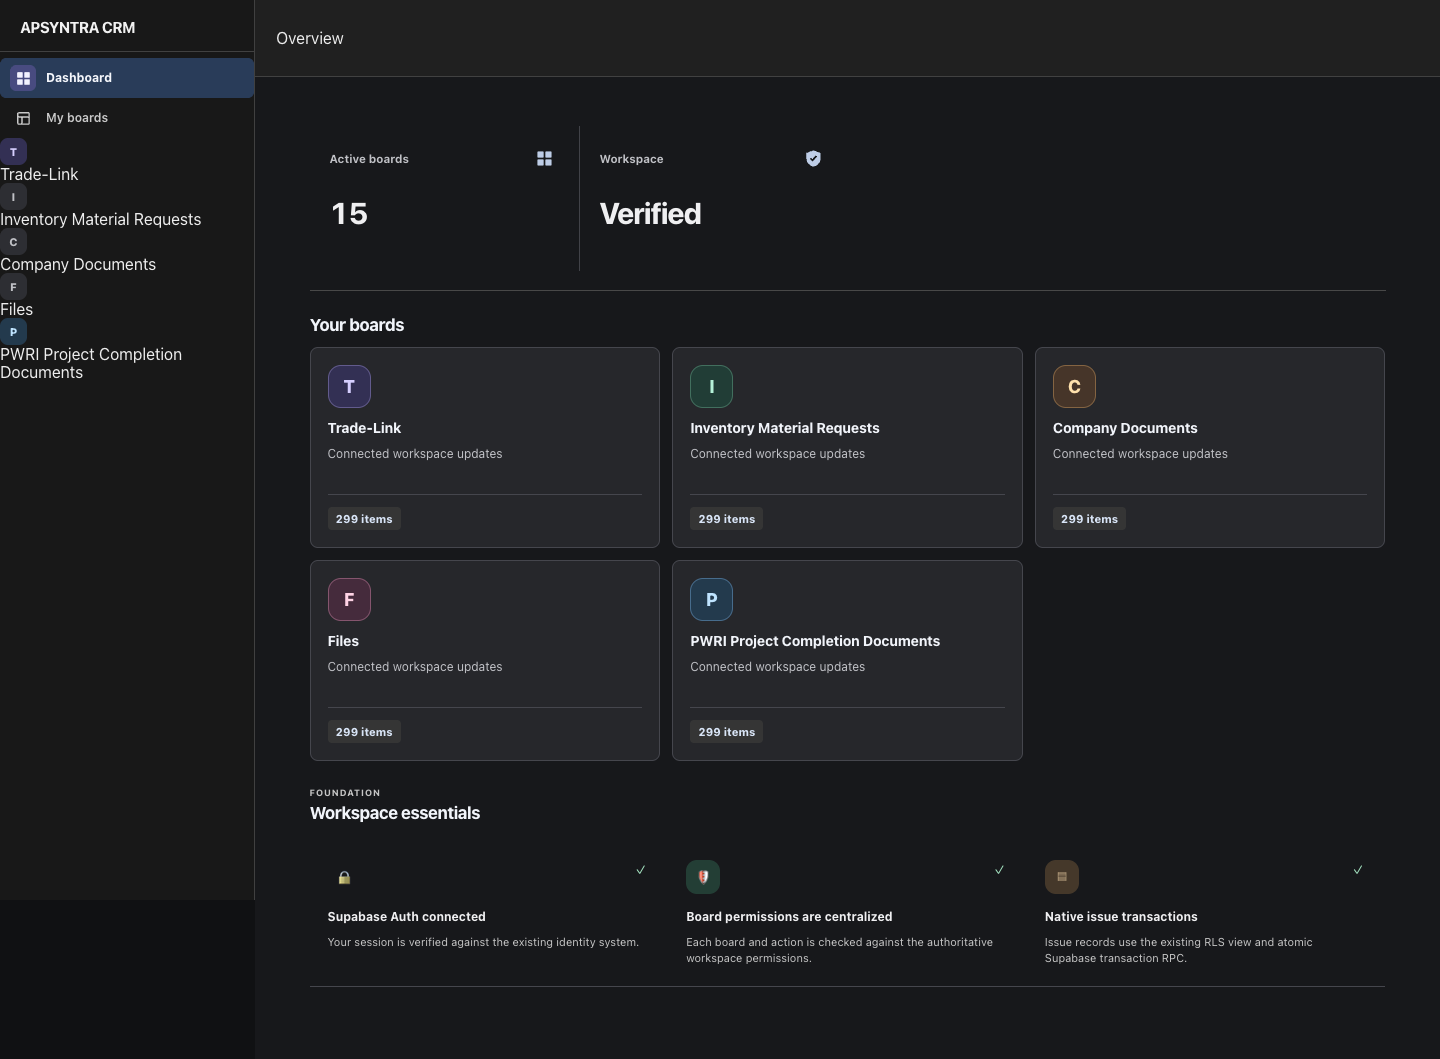 APSYNTRA CRM
Dashboard
My boards
T
Trade-Link
I
Inventory Material Requests
C
Company Documents
F
Files
P
PWRI Project Completion
Documents
Overview
Active boards
15
Workspace
Verified
Your boards
T
Trade-Link
Connected workspace updates
299 items
I
Inventory Material Requests
Connected workspace updates
299 items
C
Company Documents
Connected workspace updates
299 items
F
Files
Connected workspace updates
299 items
P
PWRI Project Completion Documents
Connected workspace updates
299 items
FOUNDATION
Workspace essentials
Supabase Auth connected
Your session is verified against the existing identity system.
Board permissions are centralized
Each board and action is checked against the authoritative
workspace permissions.
Native issue transactions
Issue records use the existing RLS view and atomic
Supabase transaction RPC.